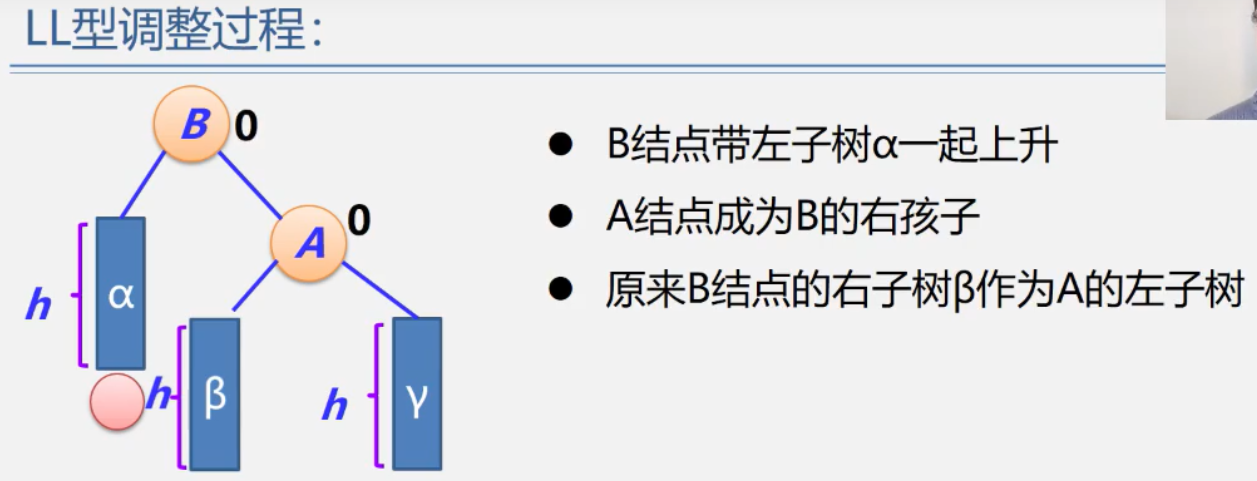 LL型调整过程：
B 0
A 0
h α
h β
h γ
● B结点带左子树α一起上升
● A结点成为B的右孩子
● 原来B结点的右子树β作为A的左子树